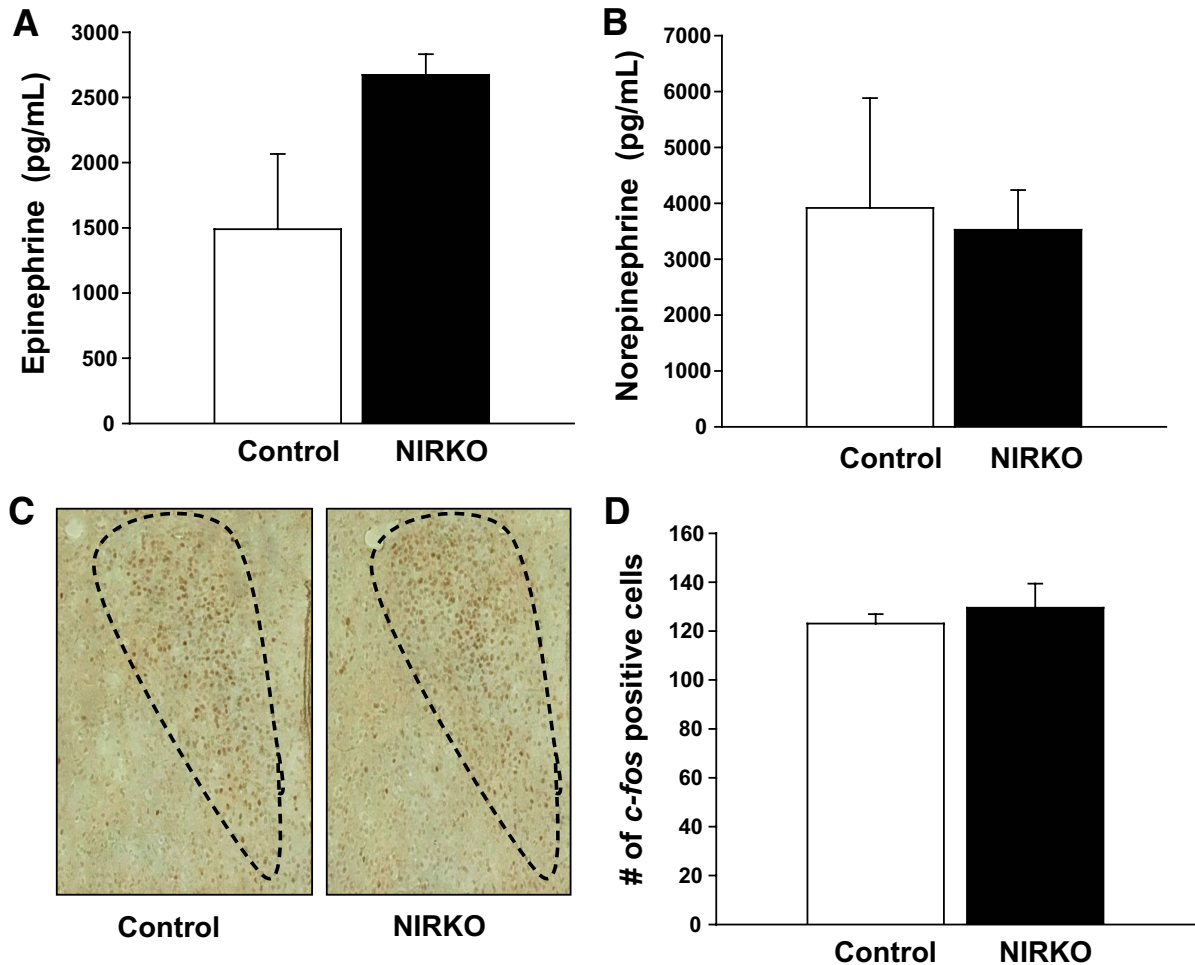 A
Epinephrine (pg/mL)
3000
2500
2000
1500
1000
500
0
Control NIRKO
B
Norepinephrine (pg/mL)
7000
6000
5000
4000
3000
2000
1000
0
Control NIRKO
C
Control NIRKO
D
# of c-fos positive cells
160
140
120
100
80
60
40
20
0
Control NIRKO